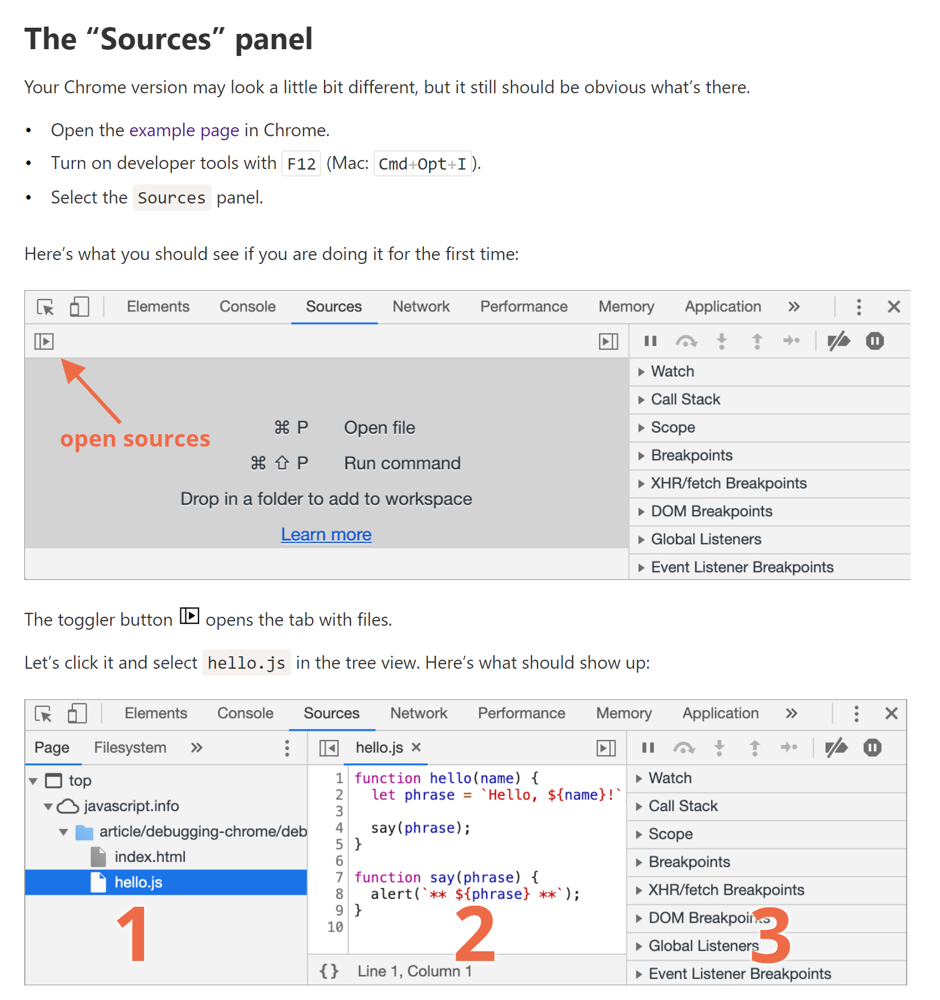 The “Sources” panel
Your Chrome version may look a little bit different, but it still should be obvious what’s there.
• Open the example page in Chrome.
• Turn on developer tools with F12 (Mac: Cmd+Opt+I).
• Select the Sources panel.
Here’s what you should see if you are doing it for the first time:
Elements Console Sources Network Performance Memory Application »
open sources
⌘ P Open file
⌘ ⇧ P Run command
Drop in a folder to add to workspace
Learn more
Watch
Call Stack
Scope
Breakpoints
XHR/fetch Breakpoints
DOM Breakpoints
Global Listeners
Event Listener Breakpoints
The toggler button opens the tab with files.
Let’s click it and select hello.js in the tree view. Here’s what should show up:
Elements Console Sources Network Performance Memory Application »
Page Filesystem »
top
javascript.info
article/debugging-chrome/deb
index.html
hello.js
1
hello.js ×
1 function hello(name) {
2   let phrase = `Hello, ${name}!`
3
4   say(phrase);
5 }
6
7 function say(phrase) {
8   alert(`** ${phrase} **`);
9 }
10
2
{} Line 1, Column 1
Watch
Call Stack
Scope
Breakpoints
XHR/fetch Breakpoints
DOM Breakpoints
Global Listeners
Event Listener Breakpoints
3